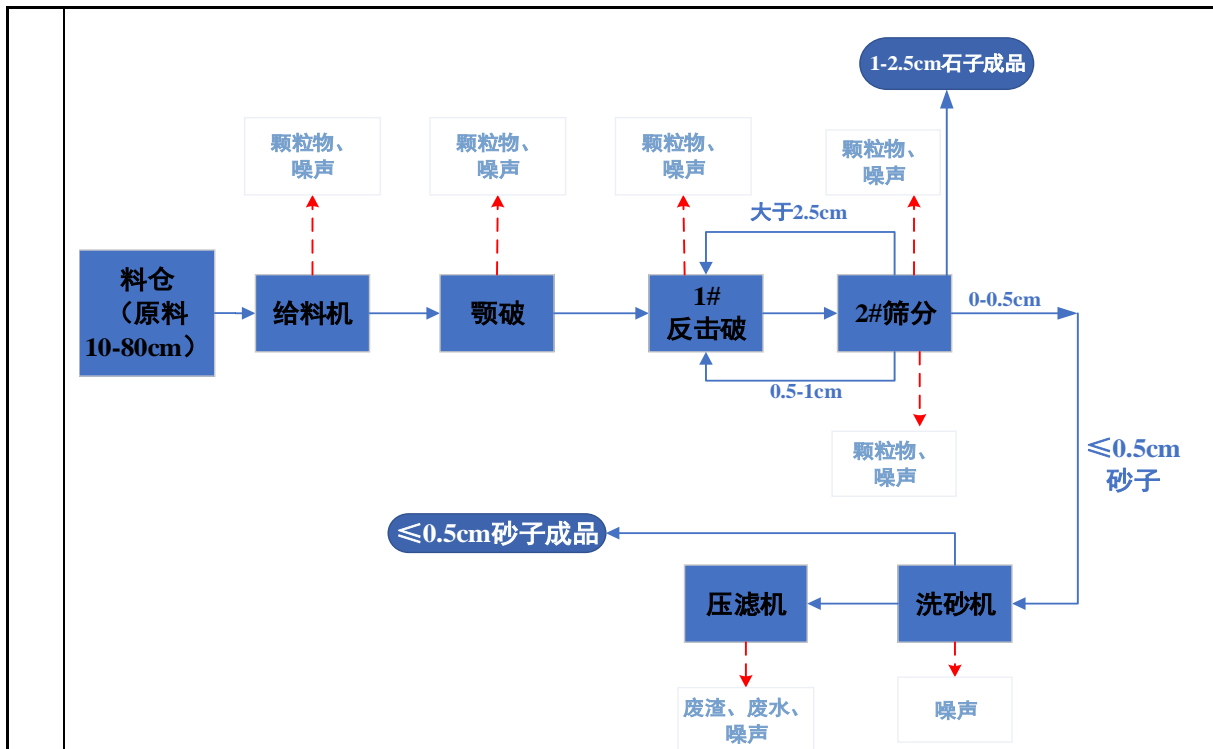 1-2.5cm石子成品
颗粒物、
噪声
颗粒物、
噪声
颗粒物、
噪声
颗粒物、
噪声
大于2.5cm
料仓
（原料
10-80cm）
给料机
颚破
1#
反击破
2#筛分
0-0.5cm
0.5-1cm
颗粒物、
噪声
≤0.5cm
砂子
≤0.5cm砂子成品
压滤机
洗砂机
废渣、废水、
噪声
噪声